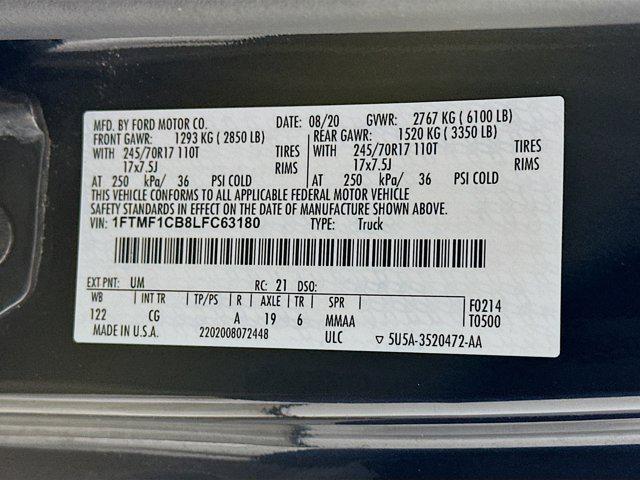 MFD. BY FORD MOTOR CO. DATE: 08/20 GVWR: 2767 KG (6100 LB)
FRONT GAWR: 1293 KG (2850 LB) REAR GAWR: 1520 KG (3350 LB)
WITH 245/70R17 110T TIRES WITH 245/70R17 110T TIRES
17x7.5J RIMS 17x7.5J RIMS
AT 250 kPa/ 36 PSI COLD AT 250 kPa/ 36 PSI COLD
THIS VEHICLE CONFORMS TO ALL APPLICABLE FEDERAL MOTOR VEHICLE
SAFETY STANDARDS IN EFFECT ON THE DATE OF MANUFACTURE SHOWN ABOVE.
VIN: 1FTMF1CB8LFC63180 TYPE: Truck
EXT PNT: UM RC: 21 DSO:
WB INT TR TP/PS R AXLE TR SPR F0214
122 CG A 19 6 MMAA T0500
MADE IN U.S.A. 2202008072448 ULC 5U5A-3520472-AA